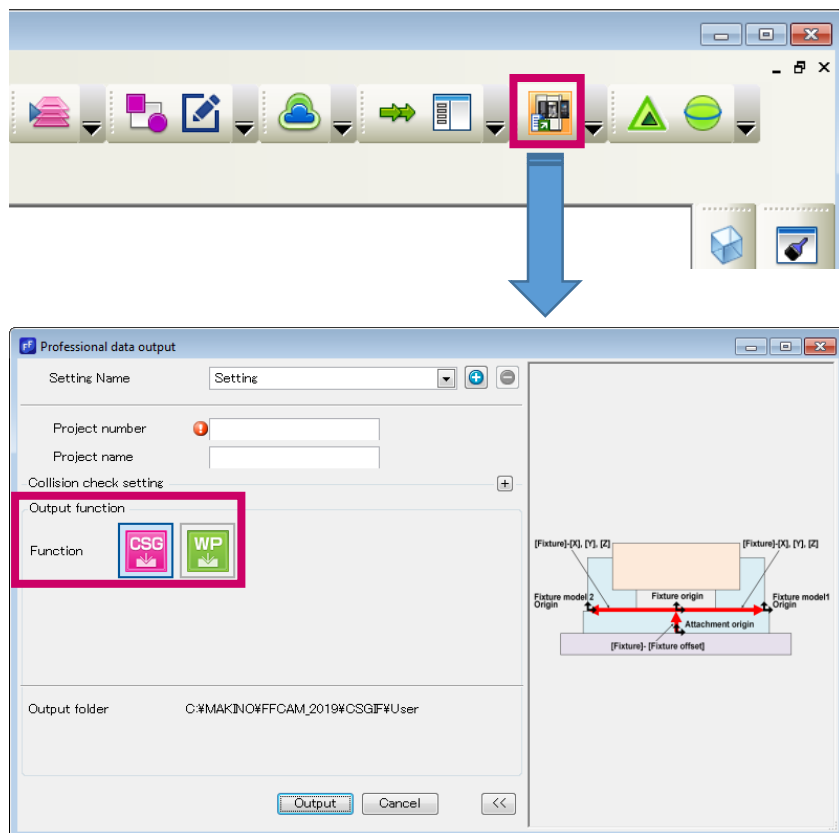 Professional data output
Setting Name
Setting
Project number
Project name
Collision check setting
Output function
Function
CSG
WP
[Fixture]-[X], [Y], [Z]
[Fixture]-[X], [Y], [Z]
Fixture model 2
Origin
Fixture origin
Fixture model1
Origin
Attachment origin
[Fixture]- [Fixture offset]
Output folder
C:¥MAKINO¥FFCAM_2019¥CSGIF¥User
Output
Cancel
<<